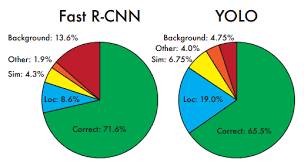 Fast R-CNN
Background: 13.6%
Other: 1.9%
Sim: 4.3%
Loc: 8.6%
Correct: 71.6%
YOLO
Background: 4.75%
Other: 4.0%
Sim: 6.75%
Loc: 19.0%
Correct: 65.5%